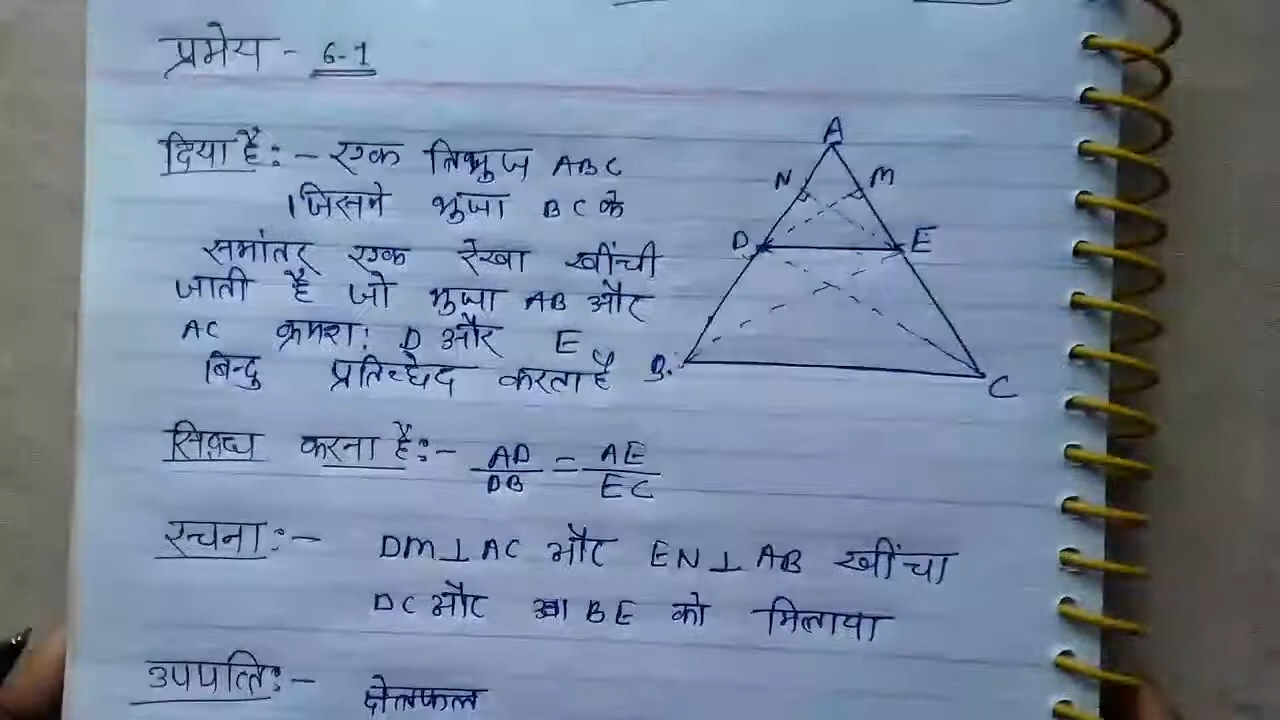 प्रमेय - 6-1
दिया है:- एक त्रिभुज ABC
जिसमे भुजा BC के
समांतर एक रेखा खींची
जाती है जो भुजा AB और
AC क्रमश: D और E
बिन्दु प्रतिच्छेद करता है
A
N M
D E
B. C
सिद्ध करना है:- AD/DB = AE/EC
रचना:- DM⊥AC और EN⊥AB खींचा
DC और BE को मिलाया
उपपत्ति:- क्षेत्रफल